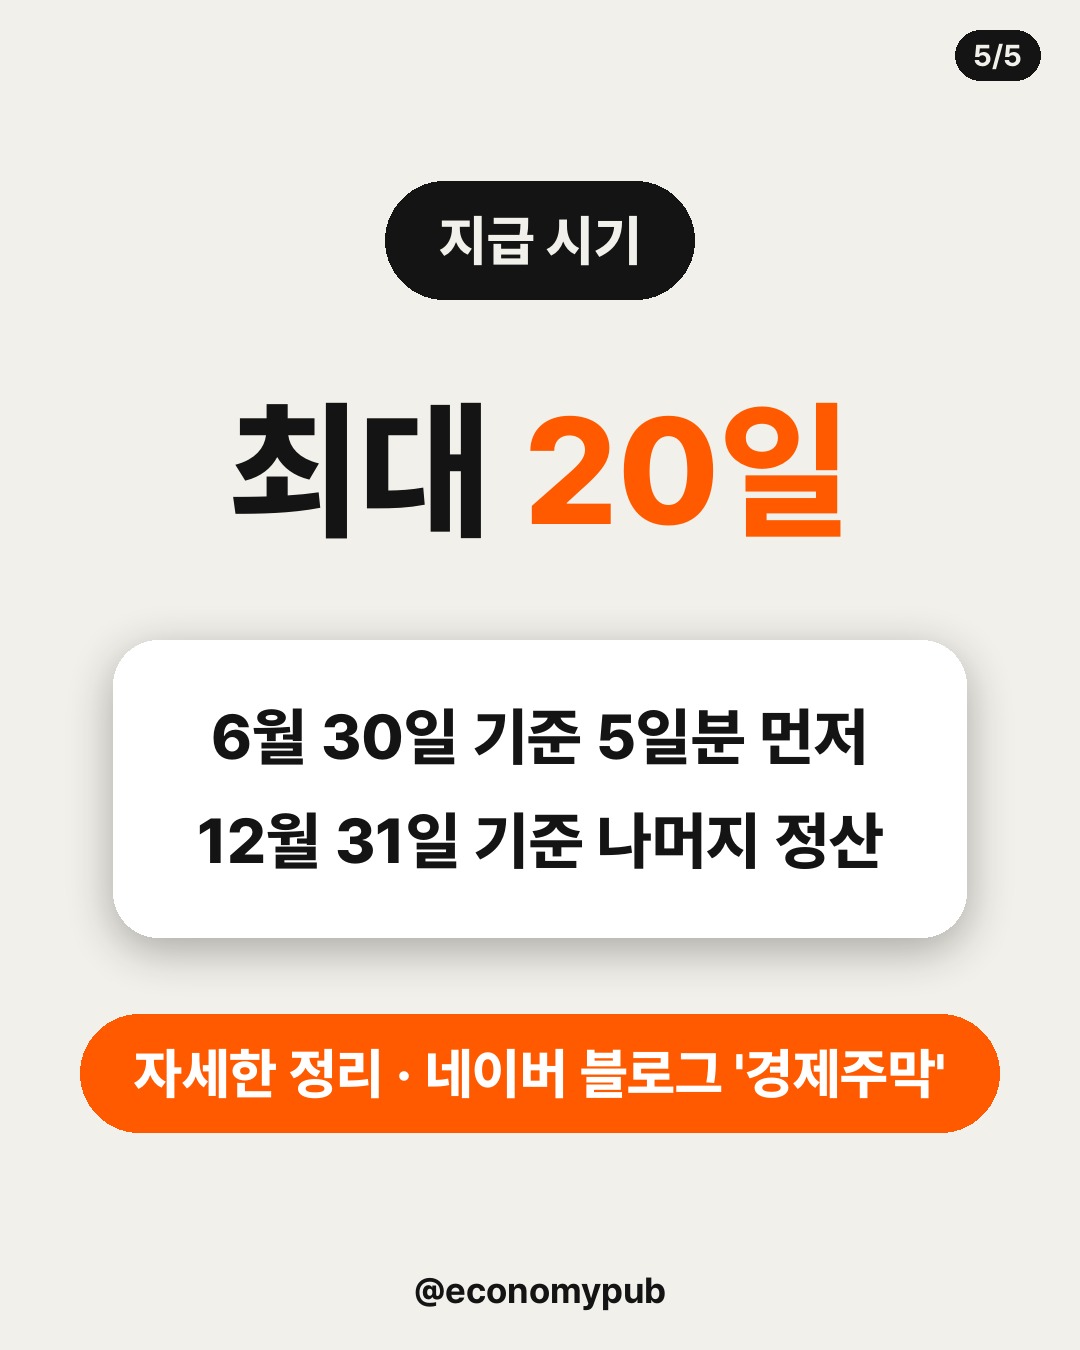 5/5
지급 시기
최대 20일
6월 30일 기준 5일분 먼저
12월 31일 기준 나머지 정산
자세한 정리 · 네이버 블로그 '경제주막'
@economypub